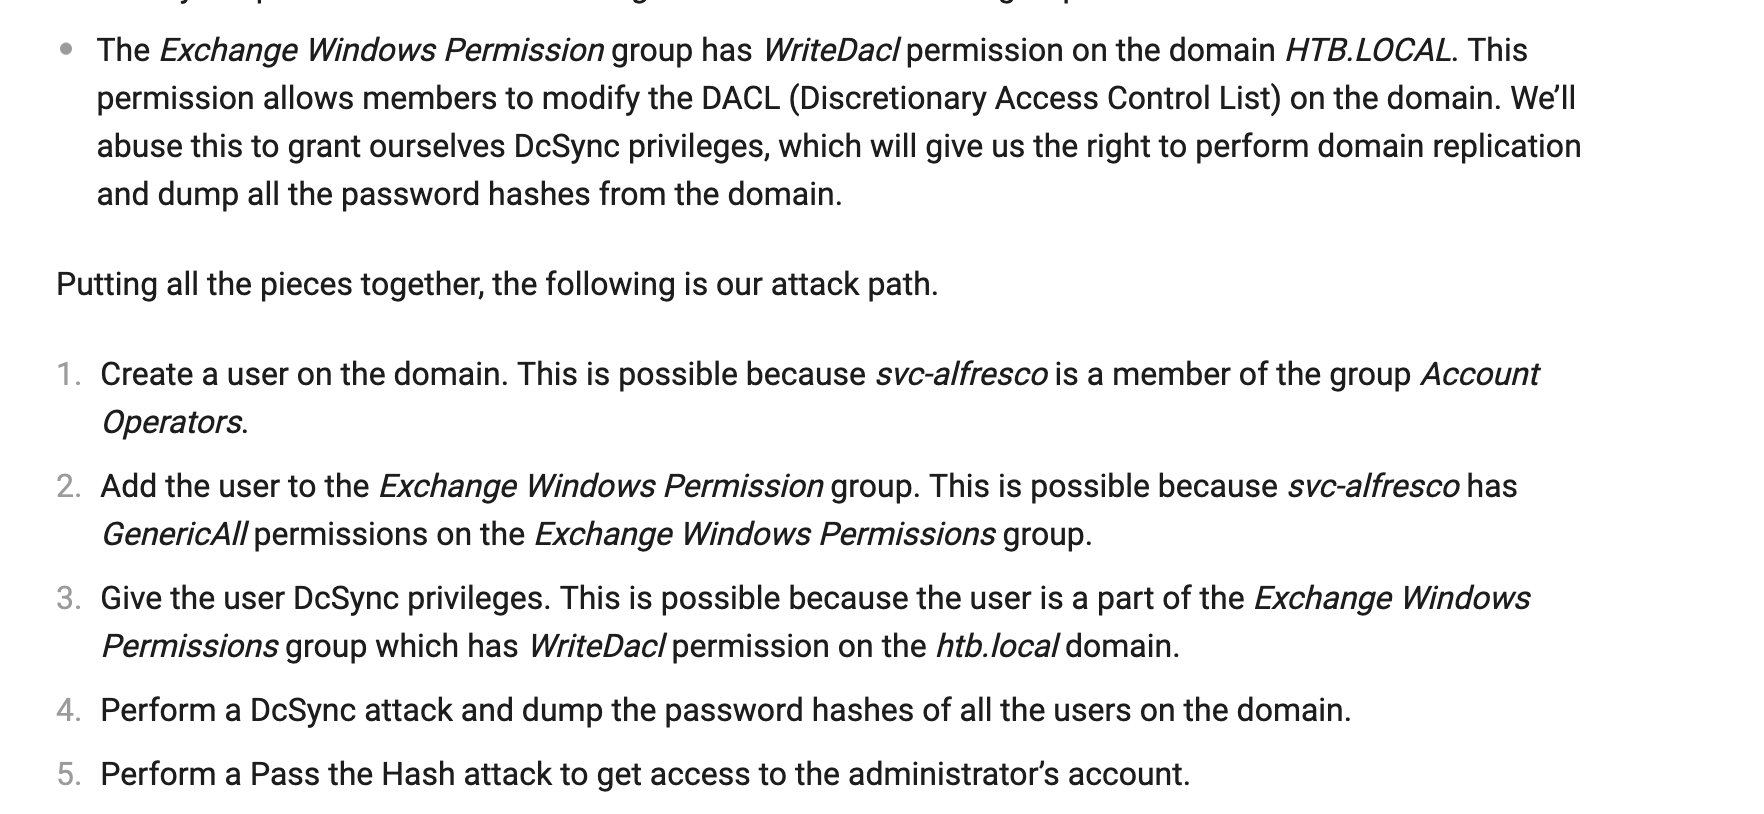 • The Exchange Windows Permission group has WriteDacl permission on the domain HTB.LOCAL. This
permission allows members to modify the DACL (Discretionary Access Control List) on the domain. We’ll
abuse this to grant ourselves DcSync privileges, which will give us the right to perform domain replication
and dump all the password hashes from the domain.
Putting all the pieces together, the following is our attack path.
1. Create a user on the domain. This is possible because svc-alfresco is a member of the group Account
Operators.
2. Add the user to the Exchange Windows Permission group. This is possible because svc-alfresco has
GenericAll permissions on the Exchange Windows Permissions group.
3. Give the user DcSync privileges. This is possible because the user is a part of the Exchange Windows
Permissions group which has WriteDacl permission on the htb.local domain.
4. Perform a DcSync attack and dump the password hashes of all the users on the domain.
5. Perform a Pass the Hash attack to get access to the administrator’s account.